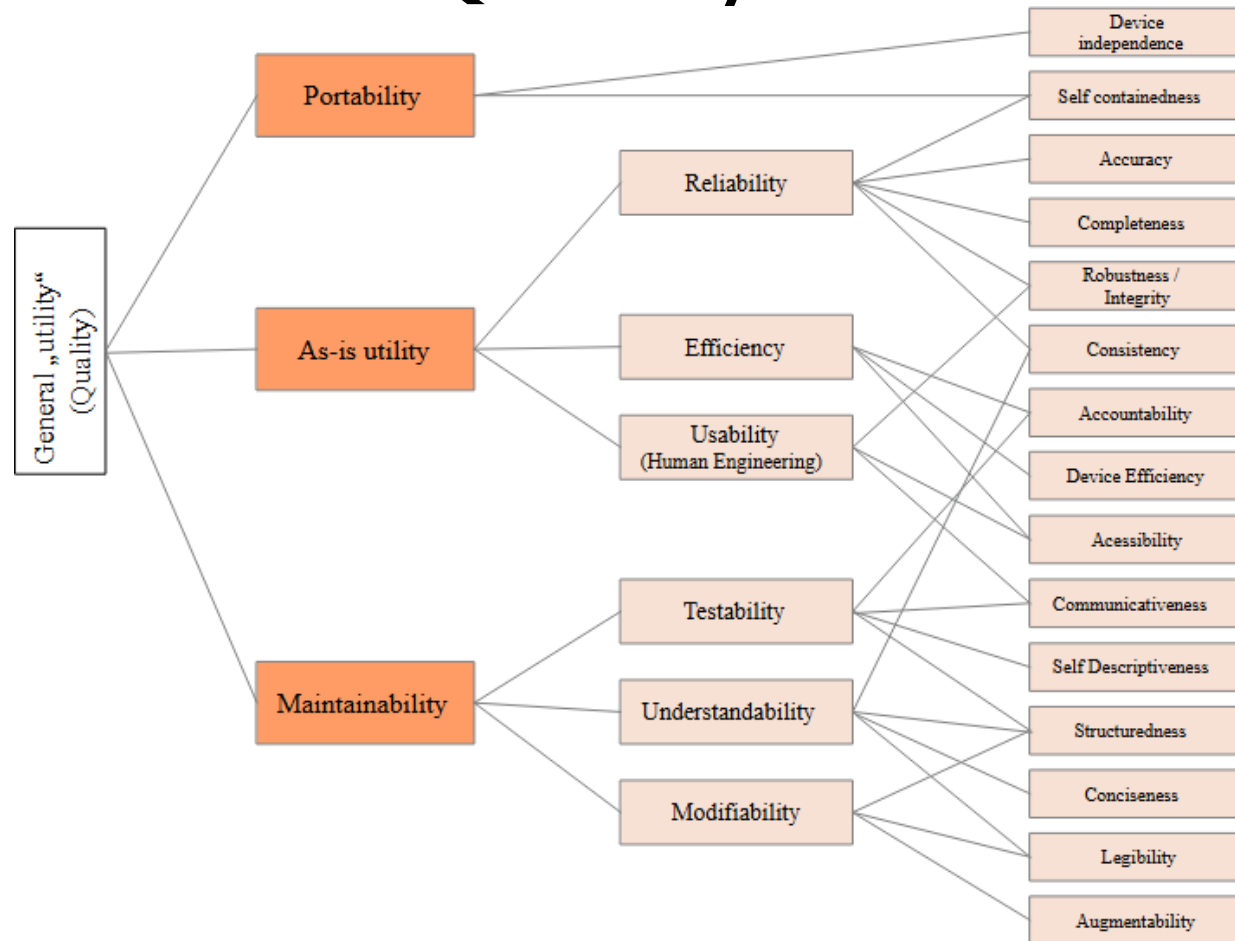 General „utility“
(Quality)
Portability
As-is utility
Maintainability
Reliability
Efficiency
Usability
(Human Engineering)
Testability
Understandability
Modifiability
Device
independence
Self containedness
Accuracy
Completeness
Robustness /
Integrity
Consistency
Accountability
Device Efficiency
Acessibility
Communicativeness
Self Descriptiveness
Structuredness
Conciseness
Legibility
Augmentability